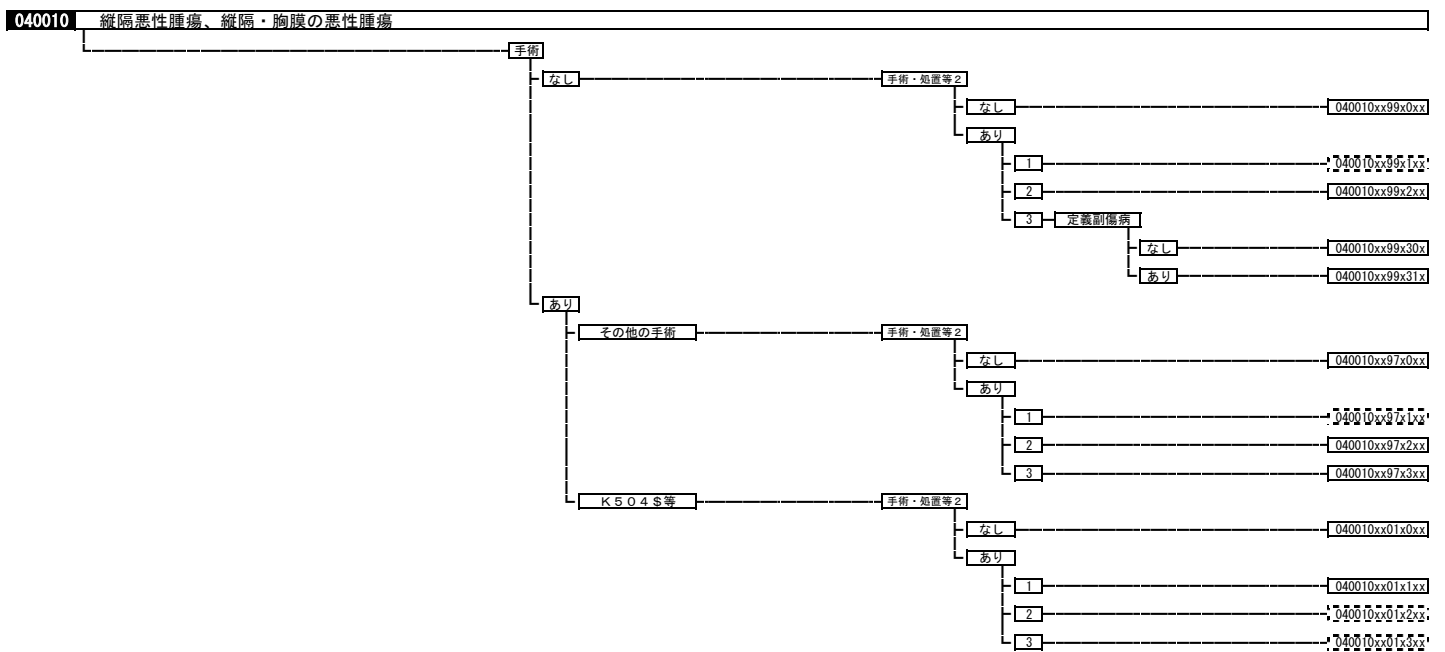 040010 縦隔悪性腫瘍、縦隔・胸膜の悪性腫瘍
手術
なし 手術・処置等2
なし 040010xx99x0xx
あり
1 040010xx99x1xx
2 040010xx99x2xx
3 定義副傷病
なし 040010xx99x30x
あり 040010xx99x31x
あり
その他の手術 手術・処置等2
なし 040010xx97x0xx
あり
1 040010xx97x1xx
2 040010xx97x2xx
3 040010xx97x3xx
K504$等 手術・処置等2
なし 040010xx01x0xx
あり
1 040010xx01x1xx
2 040010xx01x2xx
3 040010xx01x3xx